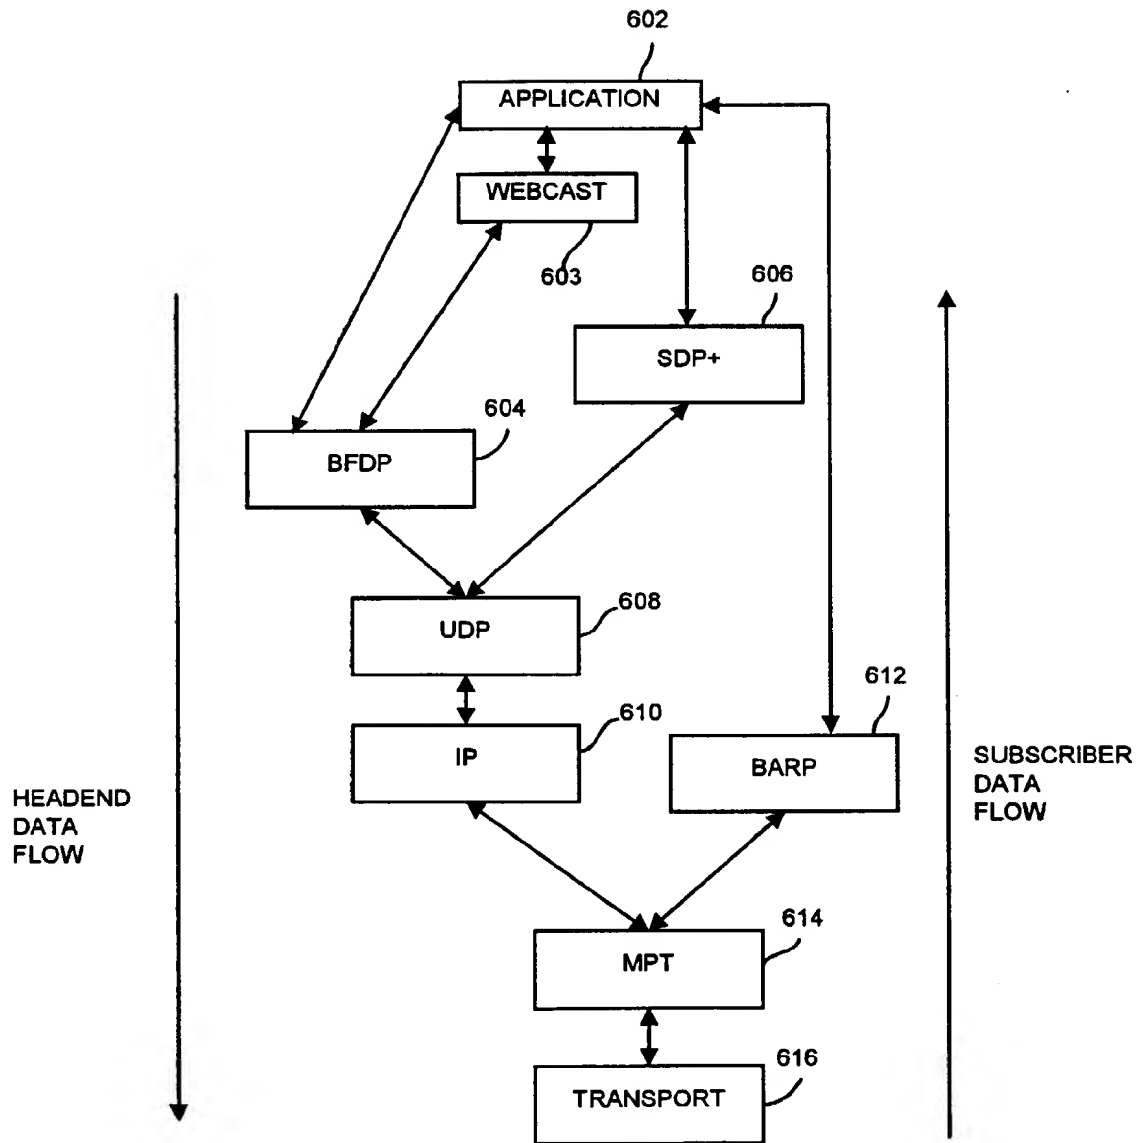 602
APPLICATION
WEBCAST
603
606
SDP+
604
BFDP
608
UDP
612
610
IP
BARP
SUBSCRIBER
DATA
FLOW
HEADEND
DATA
FLOW
614
MPT
616
TRANSPORT